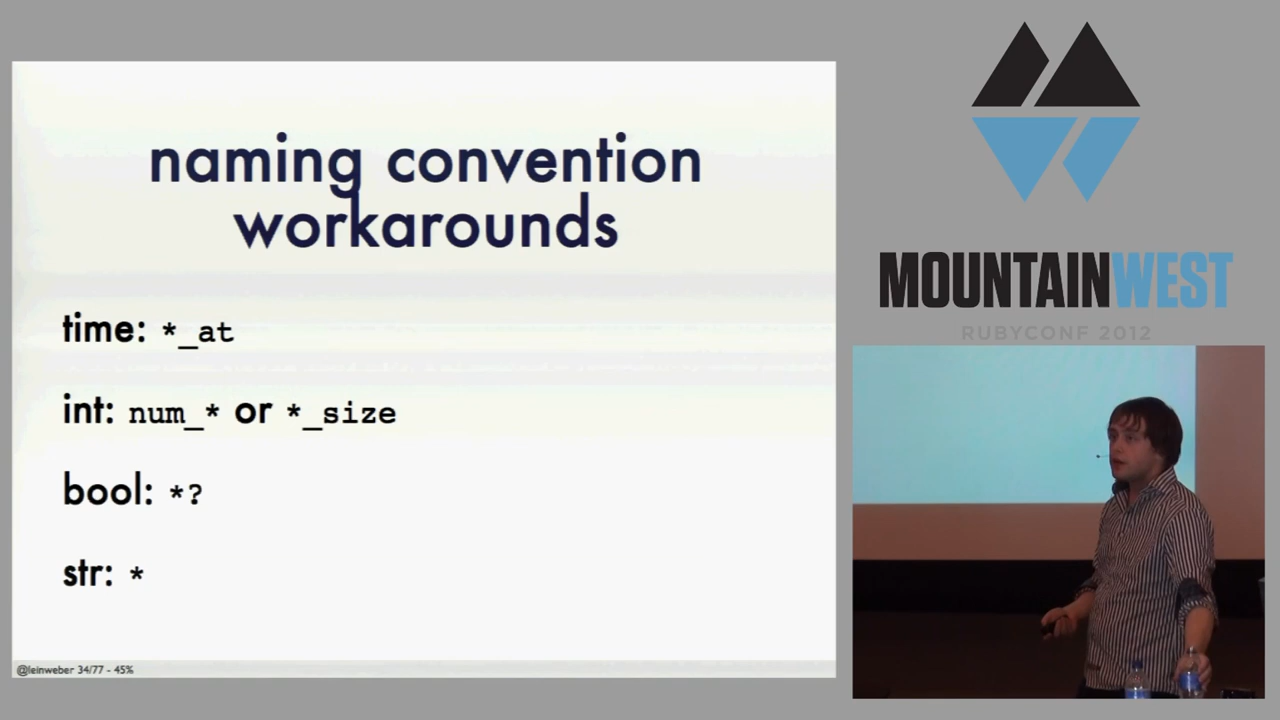 naming convention
workarounds
time: *_at
int: num_* or *_size
bool: *?
str: *
@leinweber 34/77 - 45%
MOUNTAINWEST
RUBYCONF 2012